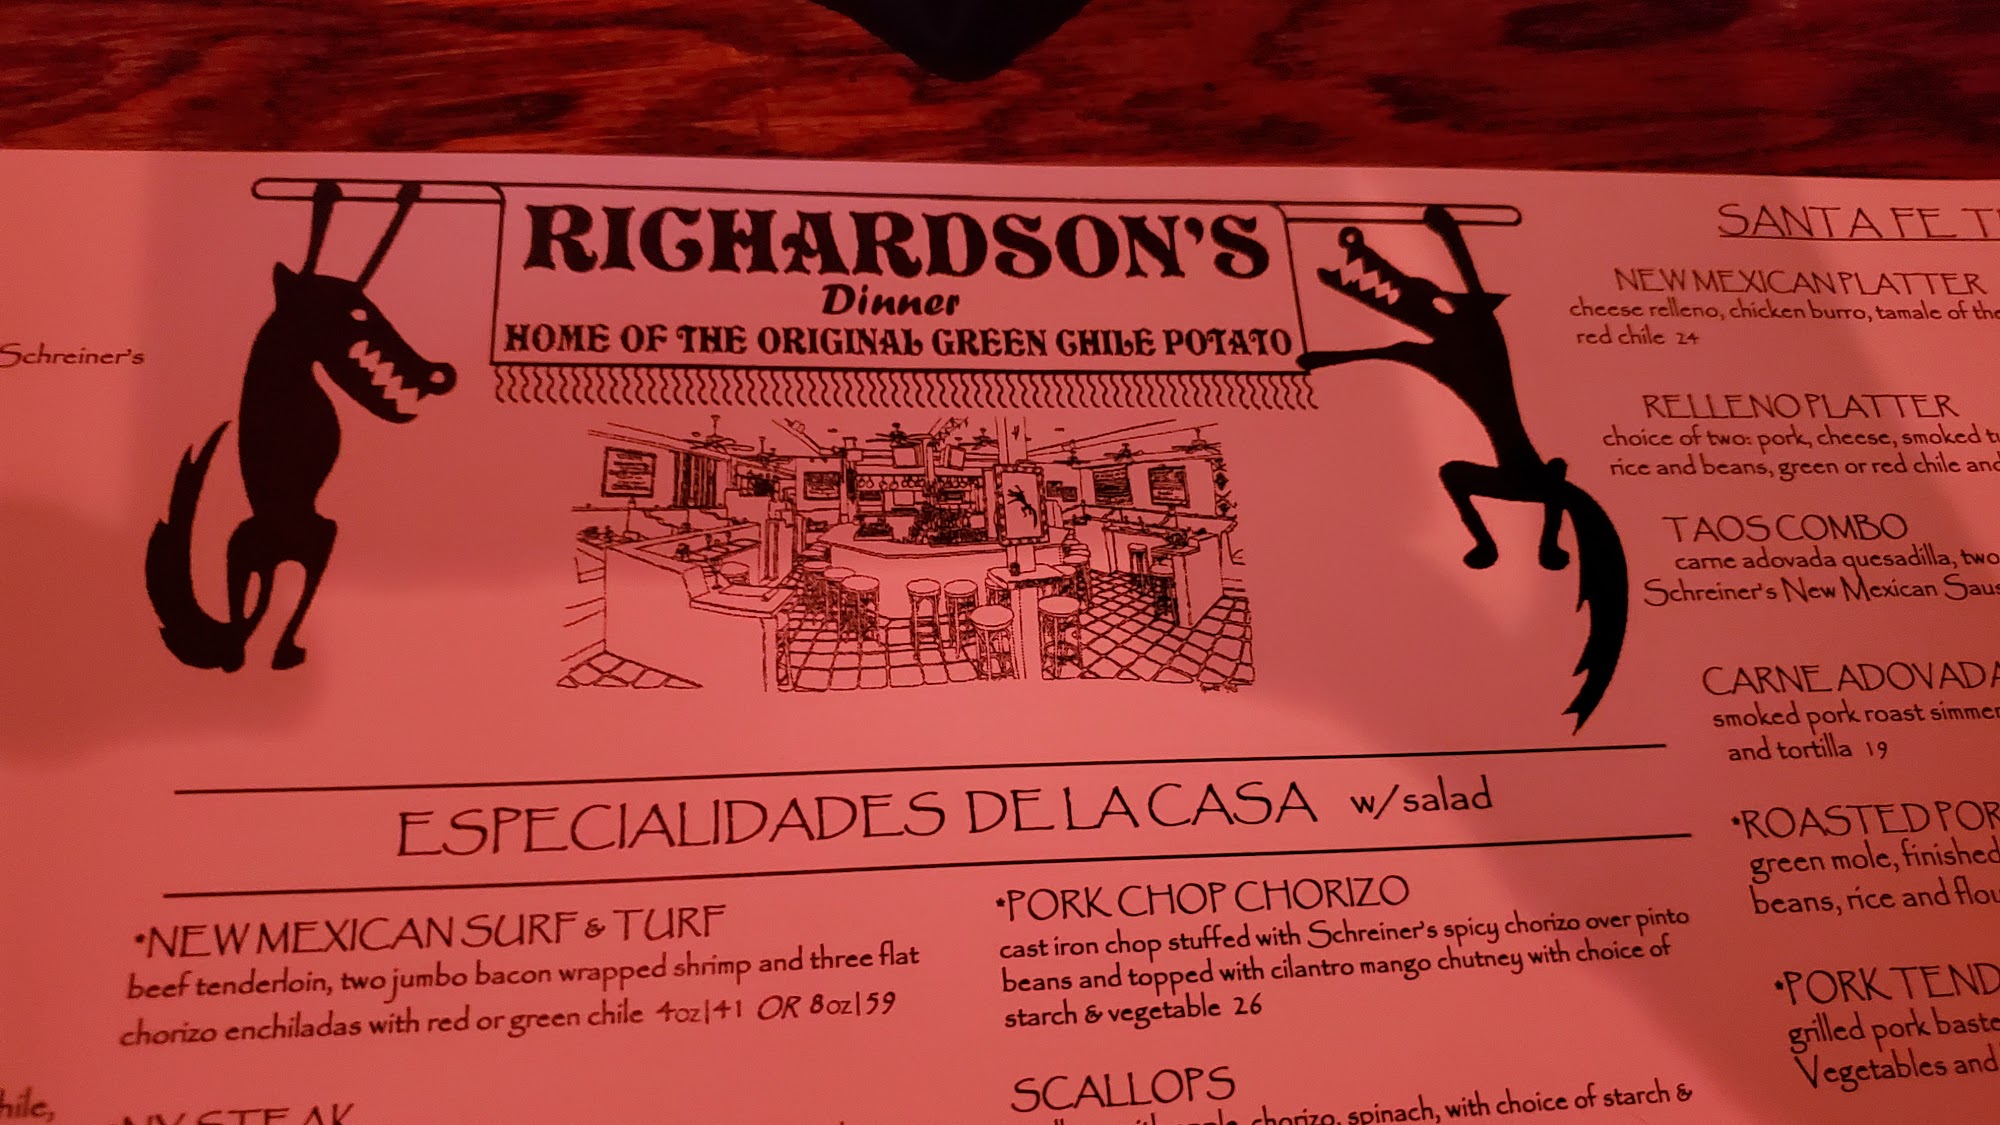 RICHARDSON'S
Dinner
HOME OF THE ORIGINAL GREEN CHILE POTATO
Schreiner's
ESPECIALIDADES DE LA CASA w/salad
*NEW MEXICAN SURF & TURF
beef tenderloin, two jumbo bacon wrapped shrimp and three flat
chorizo enchiladas with red or green chile 4oz|41 OR 8oz|59
NY STEAK
*PORK CHOP CHORIZO
cast iron chop stuffed with Schreiner's spicy chorizo over pinto
beans and topped with cilantro mango chutney with choice of
starch & vegetable 26
SCALLOPS
chorizo, spinach, with choice of starch &
SANTA FE
NEW MEXICAN PLATTER
cheese relleno, chicken burro, tamale of the
red chile 24
RELLENO PLATTER
choice of two: pork, cheese, smoked
rice and beans, green or red chile and
TAOS COMBO
carne adovada quesadilla, two
Schreiner's New Mexican
CARNE ADOVADA
smoked pork roast
and tortilla 19
*ROASTED
green mole, finished
beans, rice and
*PORK
grilled pork
Vegetables and